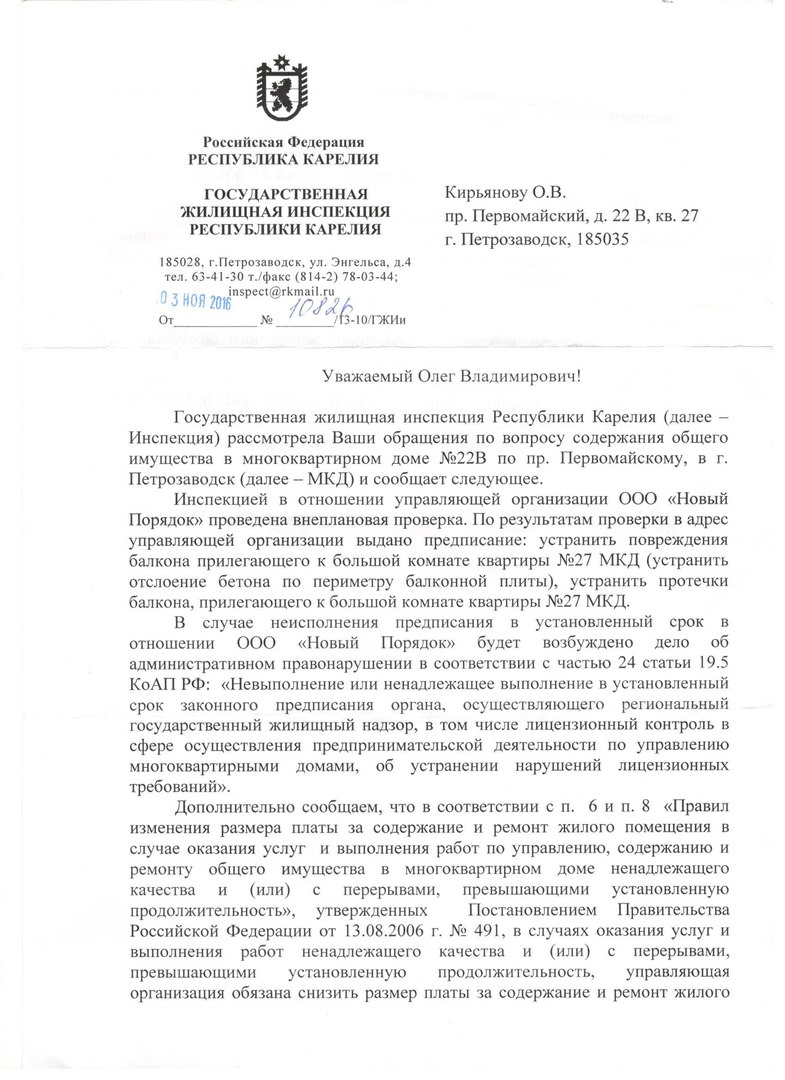 Российская Федерация
РЕСПУБЛИКА КАРЕЛИЯ
ГОСУДАРСТВЕННАЯ
ЖИЛИЩНАЯ ИНСПЕКЦИЯ
РЕСПУБЛИКИ КАРЕЛИЯ
185028, г.Петрозаводск, ул. Энгельса, д.4
тел. 63-41-30 т./факс (814-2) 78-03-44;
inspect@rkmail.ru
03 НОЯ 2016 10826
От_____________ № _________/13-10/ГЖИи
Кирьянову О.В.
пр. Первомайский, д. 22 В, кв. 27
г. Петрозаводск, 185035
Уважаемый Олег Владимирович!
Государственная жилищная инспекция Республики Карелия (далее –
Инспекция) рассмотрела Ваши обращения по вопросу содержания общего
имущества в многоквартирном доме №22В по пр. Первомайскому, в г.
Петрозаводск (далее – МКД) и сообщает следующее.
Инспекцией в отношении управляющей организации ООО «Новый
Порядок» проведена внеплановая проверка. По результатам проверки в адрес
управляющей организации выдано предписание: устранить повреждения
балкона прилегающего к большой комнате квартиры №27 МКД (устранить
отслоение бетона по периметру балконной плиты), устранить протечки
балкона, прилегающего к большой комнате квартиры №27 МКД.
В случае неисполнения предписания в установленный срок в
отношении ООО «Новый Порядок» будет возбуждено дело об
административном правонарушении в соответствии с частью 24 статьи 19.5
КоАП РФ: «Невыполнение или ненадлежащее выполнение в установленный
срок законного предписания органа, осуществляющего региональный
государственный жилищный надзор, в том числе лицензионный контроль в
сфере осуществления предпринимательской деятельности по управлению
многоквартирными домами, об устранении нарушений лицензионных
требований».
Дополнительно сообщаем, что в соответствии с п. 6 и п. 8 «Правил
изменения размера платы за содержание и ремонт жилого помещения в
случае оказания услуг и выполнения работ по управлению, содержанию и
ремонту общего имущества в многоквартирном доме ненадлежащего
качества и (или) с перерывами, превышающими установленную
продолжительность», утвержденных Постановлением Правительства
Российской Федерации от 13.08.2006 г. № 491, в случаях оказания услуг и
выполнения работ ненадлежащего качества и (или) с перерывами,
превышающими установленную продолжительность, управляющая
организация обязана снизить размер платы за содержание и ремонт жилого